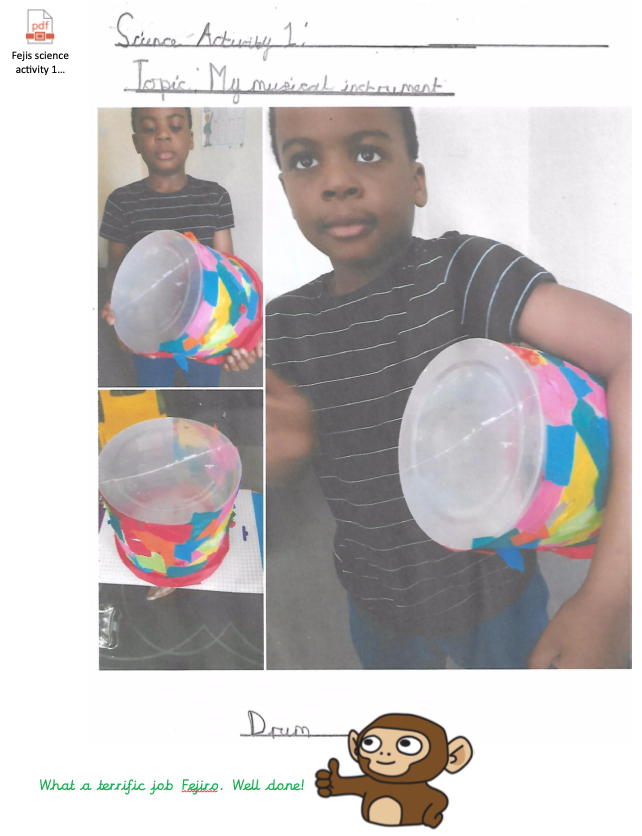 pdf
Fejis science
activity 1...
Science Activity 1:
Topic: My musical instrument
Drum
What a terrific job Fejiro. Well done!